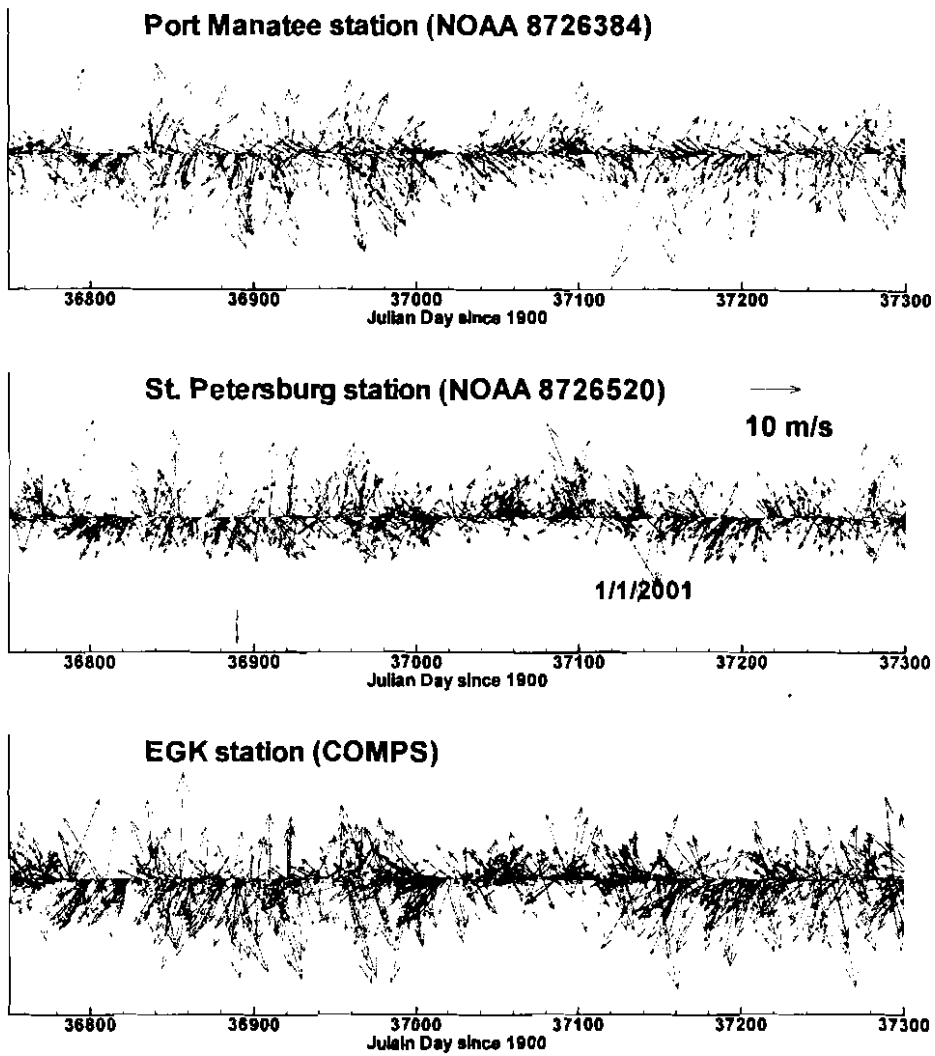 Port Manatee station (NOAA 8726384)
36800 36900 37000 37100 37200 37300
Julian Day since 1900
St. Petersburg station (NOAA 8726520)
10 m/s
1/1/2001
36800 36900 37000 37100 37200 37300
Julian Day since 1900
EGK station (COMPS)
36800 36900 37000 37100 37200 37300
Julain Day since 1900